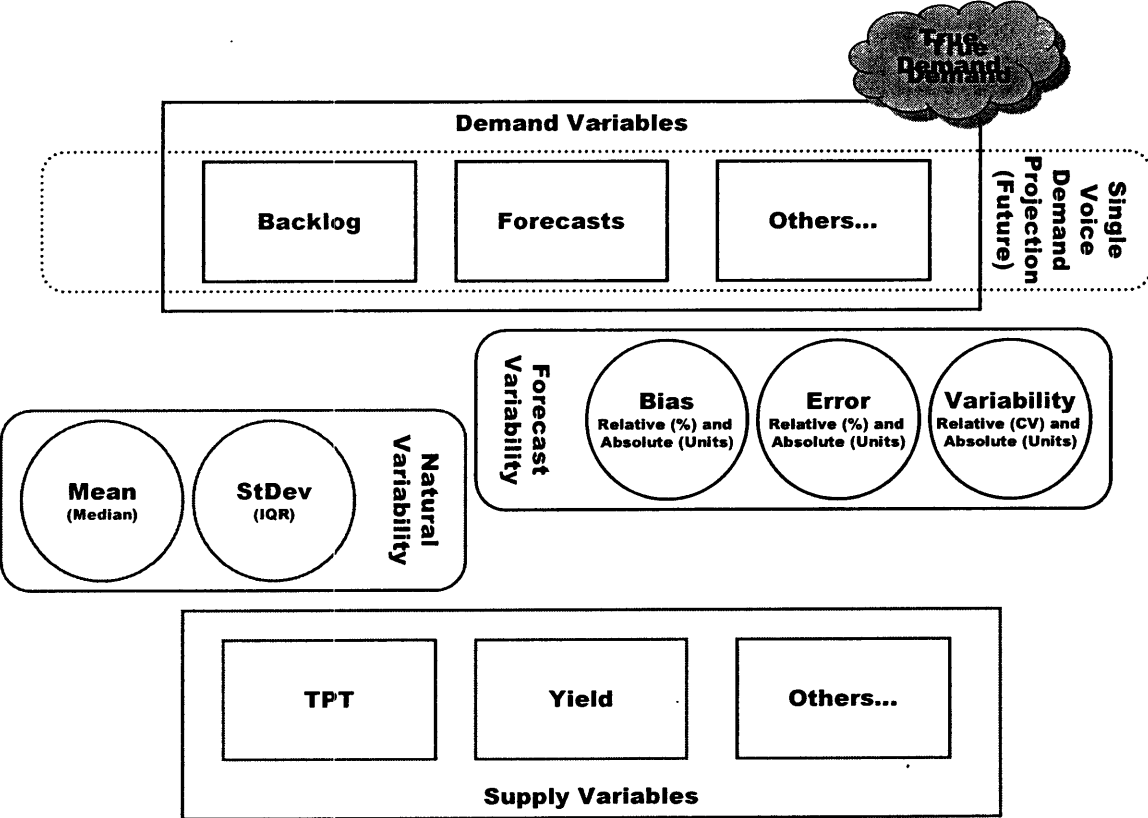 True
Demand
Demand Variables
Backlog
Forecasts
Others...
Single
Voice
Demand
Projection
(Future)
Forecast
Variability
Bias
Relative (%) and
Absolute (Units)
Error
Relative (%) and
Absolute (Units)
Variability
Relative (CV) and
Absolute (Units)
Natural
Variability
Mean
(Median)
StDev
(IQR)
TPT
Yield
Others...
Supply Variables